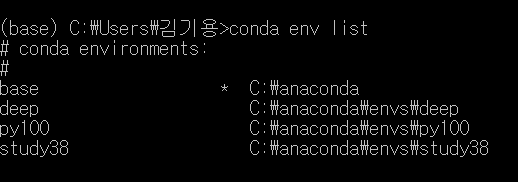 (base) C:₩Users₩김기용>conda env list
# conda environments:
#
base * C:₩anaconda
deep C:₩anaconda₩envs₩deep
py100 C:₩anaconda₩envs₩py100
study38 C:₩anaconda₩envs₩study38